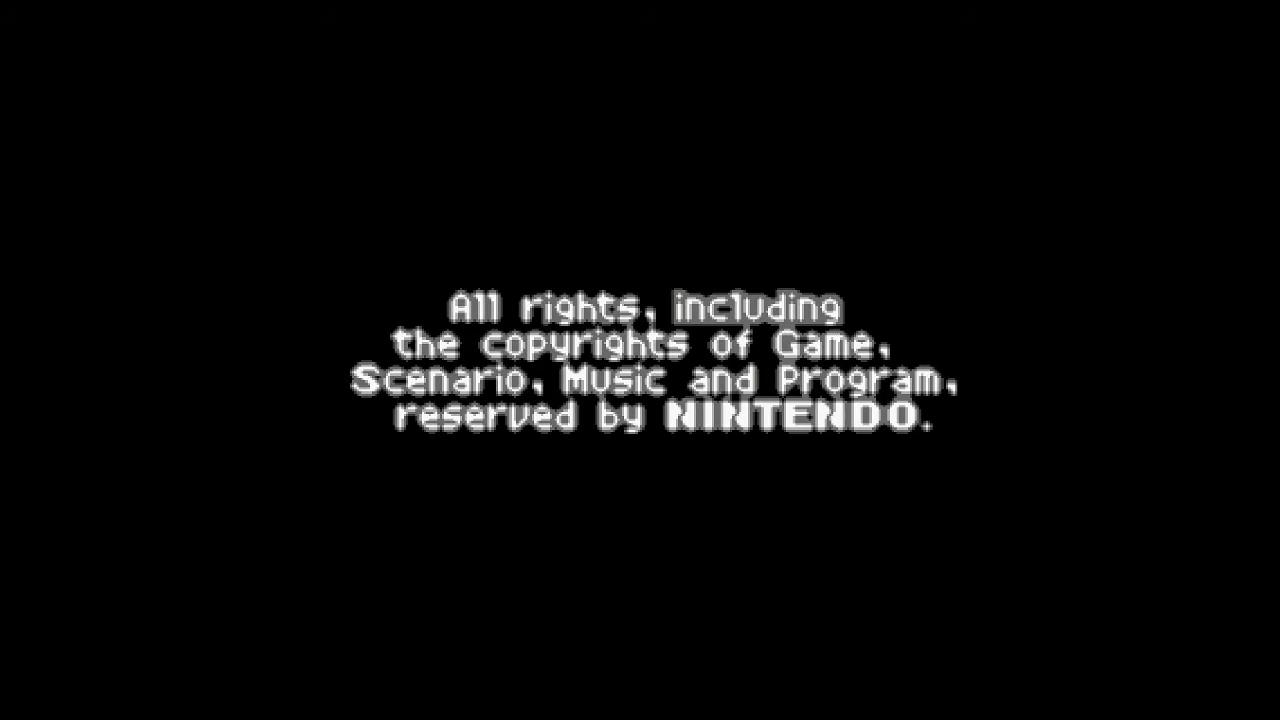 All rights, including
the copyrights of Game,
Scenario, Music and Program,
reserved by NINTENDO.